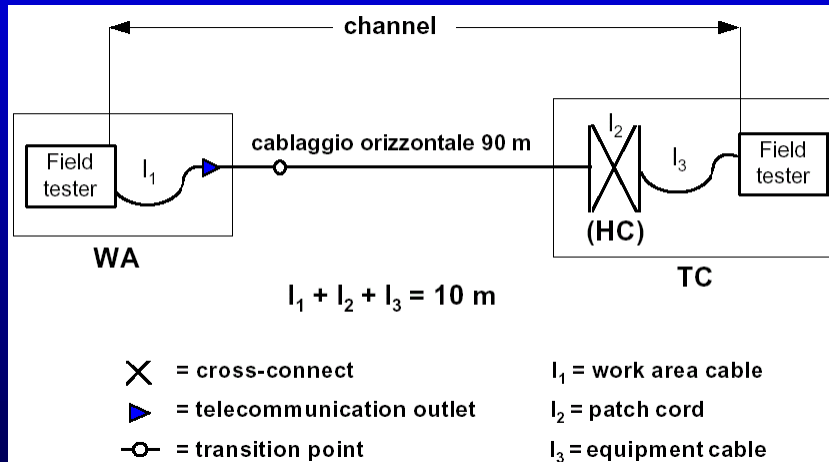 channel
Field
tester
l₁
cablaggio orizzontale 90 m
l₂
l₃
Field
tester
(HC)
WA
TC
l₁ + l₂ + l₃ = 10 m
= cross-connect
l₁ = work area cable
= telecommunication outlet
l₂ = patch cord
= transition point
l₃ = equipment cable